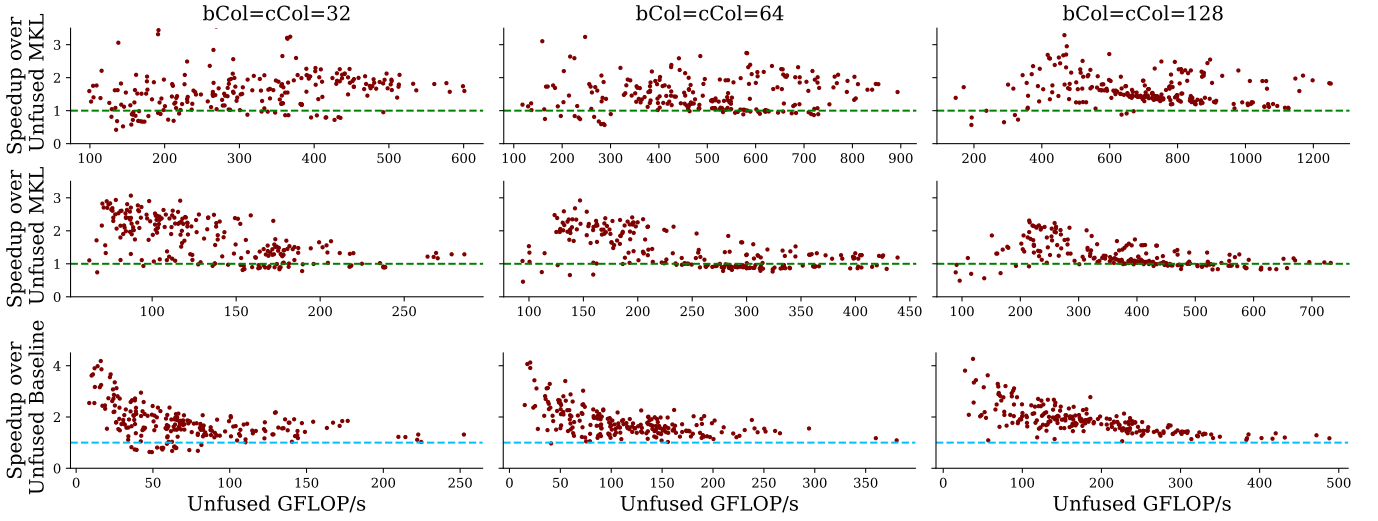 bCol=cCol=32
bCol=cCol=64
bCol=cCol=128
Speedup over
Unfused MKL
3
2
1
0
100 200 300 400 500 600
100 200 300 400 500 600 700 800 900
200 400 600 800 1000 1200
Speedup over
Unfused MKL
3
2
1
0
100 150 200 250
100 150 200 250 300 350 400 450
100 200 300 400 500 600 700
Speedup over
Unfused Baseline
4
2
0
0 50 100 150 200 250
0 50 100 150 200 250 300 350
0 100 200 300 400 500
Unfused GFLOP/s
Unfused GFLOP/s
Unfused GFLOP/s